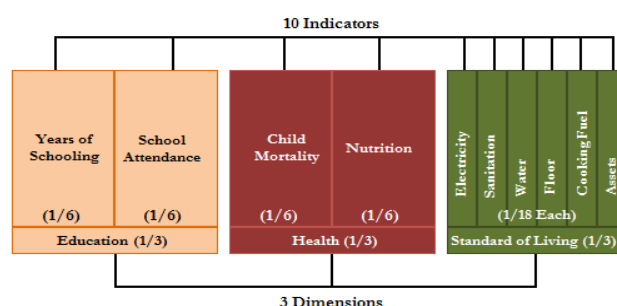 10 Indicators
Years of
Schooling
(1/6)
School
Attendance
(1/6)
Education (1/3)
Child
Mortality
(1/6)
Nutrition
(1/6)
Health (1/3)
Electricity
Sanitation
Water
Floor
Cooking Fuel
Assets
(1/18 Each)
Standard of Living (1/3)
3 Dimensions